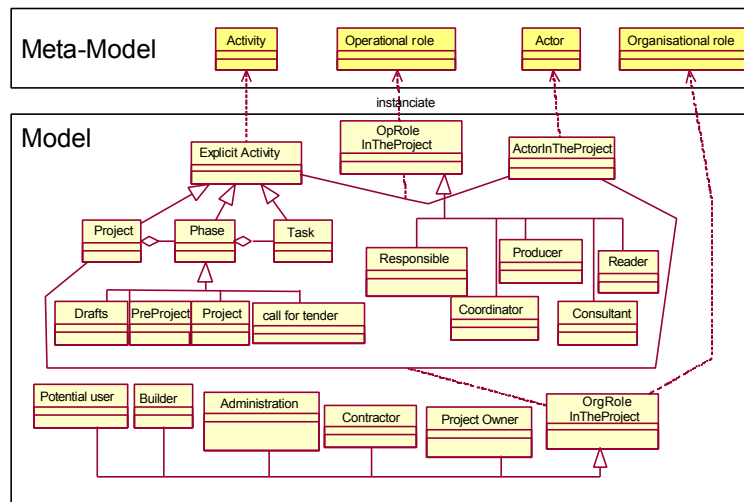 Meta-Model
Activity
Operational role
Actor
Organisational role
instanciate
Model
Explicit Activity
OpRole
InTheProject
ActorInTheProject
Project
Phase
Task
Responsible
Producer
Reader
Coordinator
Consultant
Drafts
PreProject
Project
call for tender
Potential user
Builder
Administration
Contractor
Project Owner
OrgRole
InTheProject